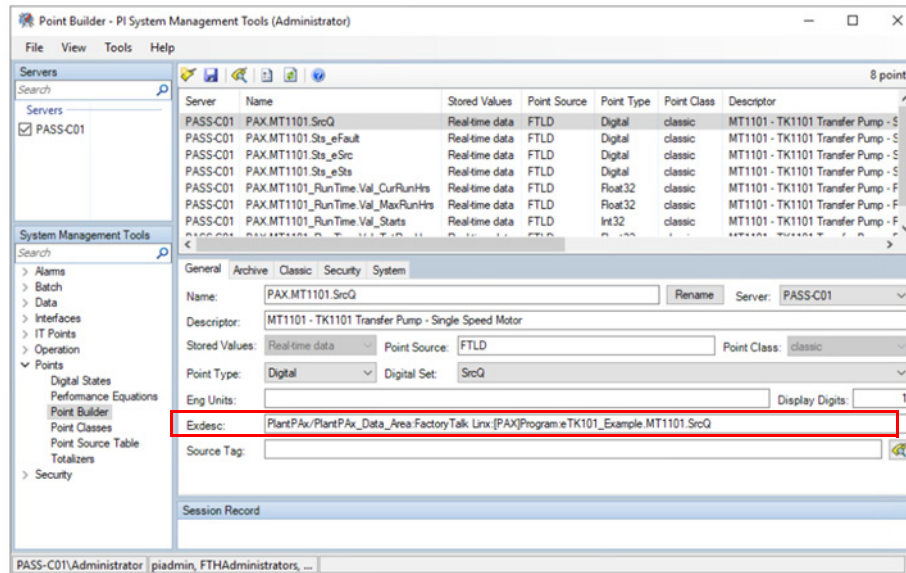 Point Builder - PI System Management Tools (Administrator)
File View Tools Help
Servers
Search
Servers
PASS-C01
8 point
Server Name Stored Values Point Source Point Type Point Class Descriptor
PASS-C01 PAX.MT1101.SrcQ Real-time data FTLD Digital classic MT1101 - TK1101 Transfer Pump - S
PASS-C01 PAX.MT1101.Sts_eFault Real-time data FTLD Digital classic MT1101 - TK1101 Transfer Pump - S
PASS-C01 PAX.MT1101.Sts_eSrc Real-time data FTLD Digital classic MT1101 - TK1101 Transfer Pump - S
PASS-C01 PAX.MT1101.Sts_eSts Real-time data FTLD Digital classic MT1101 - TK1101 Transfer Pump - S
PASS-C01 PAX.MT1101_RunTime.Val_CurRunHrs Real-time data FTLD Float32 classic MT1101 - TK1101 Transfer Pump - F
PASS-C01 PAX.MT1101_RunTime.Val_MaxRunHrs Real-time data FTLD Float32 classic MT1101 - TK1101 Transfer Pump - F
PASS-C01 PAX.MT1101_RunTime.Val_Starts Real-time data FTLD Int32 classic MT1101 - TK1101 Transfer Pump - F
System Management Tools
Search
Alarms
Batch
Data
Interfaces
IT Points
Operation
Points
Digital States
Performance Equations
Point Builder
Point Classes
Point Source Table
Totalizers
Security
General Archive Classic Security System
Name: PAX.MT1101.SrcQ Rename Server: PASS-C01
Descriptor: MT1101 - TK1101 Transfer Pump - Single Speed Motor
Stored Values: Real-time data Point Source: FTLD Point Class: classic
Point Type: Digital Digital Set: SrcQ
Eng Units: Display Digits: 1
Exdesc: PlantPAx/PlantPAx_Data_Area:FactoryTalk Linx:[PAX]Program:eTK101_Example.MT1101.SrcQ
Source Tag:
Session Record
PASS-C01\Administrator piadmin, FTHAdministrators, ...